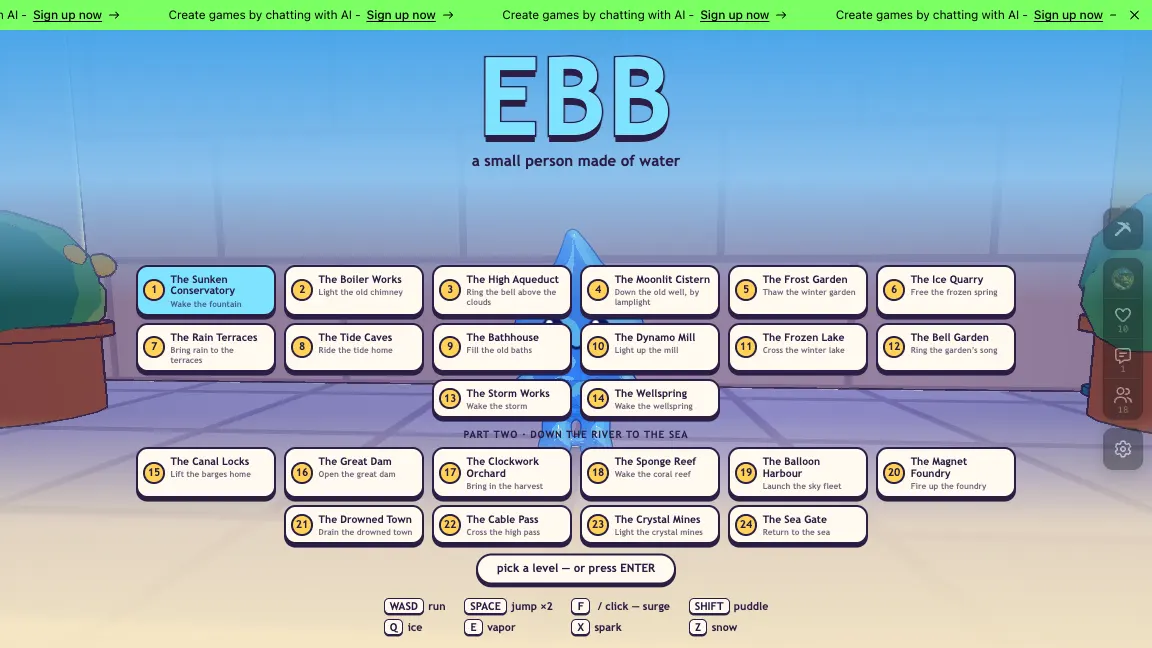 n AI - Sign up now → Create games by chatting with AI - Sign up now → Create games by chatting with AI - Sign up now → Create games by chatting with AI - Sign up now – ×
EBB
a small person made of water
1 The Sunken Conservatory
Wake the fountain
2 The Boiler Works
Light the old chimney
3 The High Aqueduct
Ring the bell above the clouds
4 The Moonlit Cistern
Down the old well, by lamplight
5 The Frost Garden
Thaw the winter garden
6 The Ice Quarry
Free the frozen spring
7 The Rain Terraces
Bring rain to the terraces
8 The Tide Caves
Ride the tide home
9 The Bathhouse
Fill the old baths
10 The Dynamo Mill
Light up the mill
11 The Frozen Lake
Cross the winter lake
12 The Bell Garden
Ring the garden's song
13 The Storm Works
Wake the storm
14 The Wellspring
Wake the wellspring
PART TWO · DOWN THE RIVER TO THE SEA
15 The Canal Locks
Lift the barges home
16 The Great Dam
Open the great dam
17 The Clockwork Orchard
Bring in the harvest
18 The Sponge Reef
Wake the coral reef
19 The Balloon Harbour
Launch the sky fleet
20 The Magnet Foundry
Fire up the foundry
21 The Drowned Town
Drain the drowned town
22 The Cable Pass
Cross the high pass
23 The Crystal Mines
Light the crystal mines
24 The Sea Gate
Return to the sea
pick a level — or press ENTER
WASD run SPACE jump ×2 F / click — surge SHIFT puddle
Q ice E vapor X spark Z snow
10
1
18